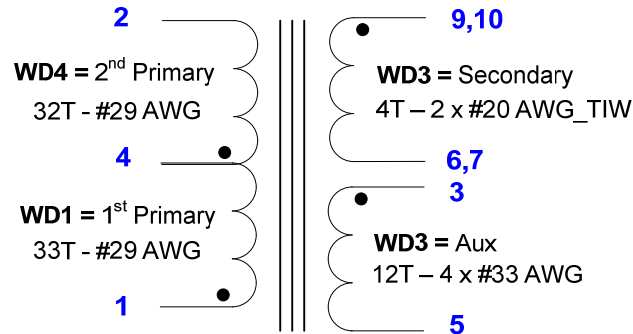 2
WD4 = 2nd Primary
32T - #29 AWG
4
WD1 = 1st Primary
33T - #29 AWG
1
9,10
WD3 = Secondary
4T – 2 x #20 AWG_TIW
6,7
3
WD3 = Aux
12T – 4 x #33 AWG
5